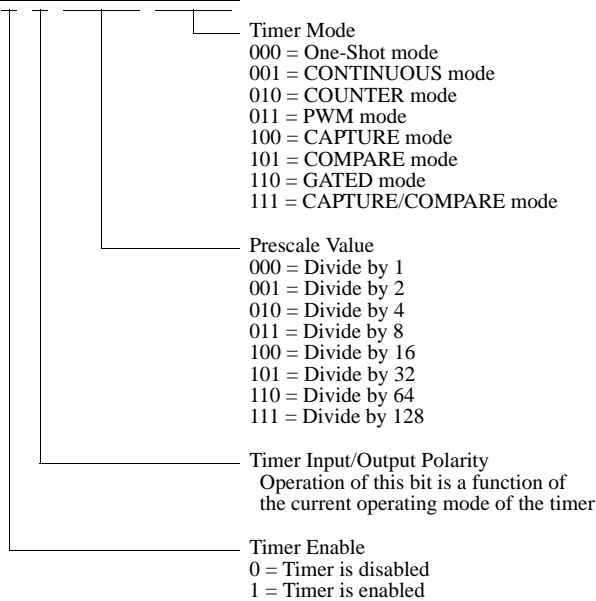 Timer Mode
000 = One-Shot mode
001 = CONTINUOUS mode
010 = COUNTER mode
011 = PWM mode
100 = CAPTURE mode
101 = COMPARE mode
110 = GATED mode
111 = CAPTURE/COMPARE mode
Prescale Value
000 = Divide by 1
001 = Divide by 2
010 = Divide by 4
011 = Divide by 8
100 = Divide by 16
101 = Divide by 32
110 = Divide by 64
111 = Divide by 128
Timer Input/Output Polarity
Operation of this bit is a function of
the current operating mode of the timer
Timer Enable
0 = Timer is disabled
1 = Timer is enabled